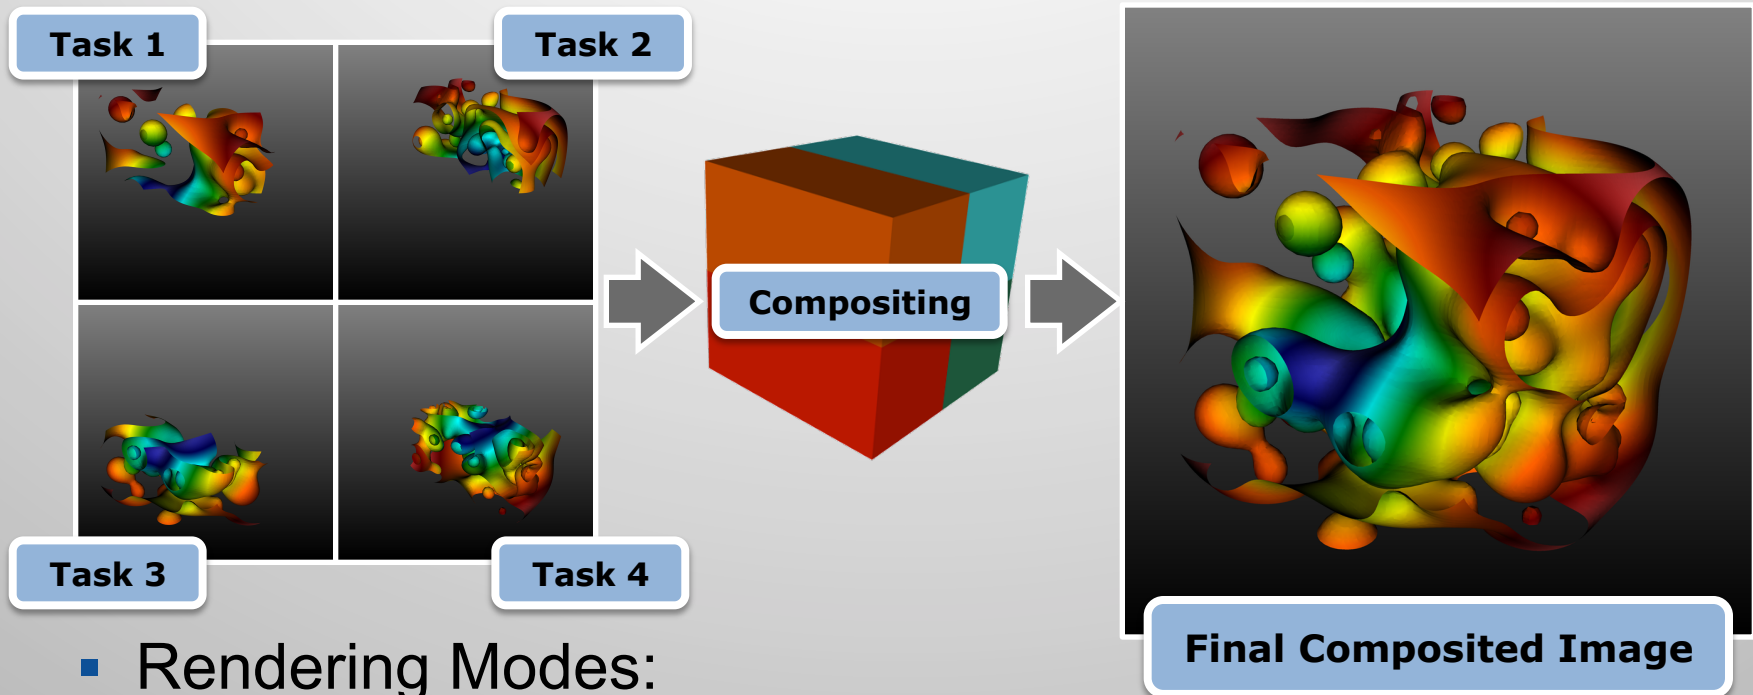 Task 1
Task 2
Compositing
Task 3
Task 4
Final Composited Image
▪ Rendering Modes: